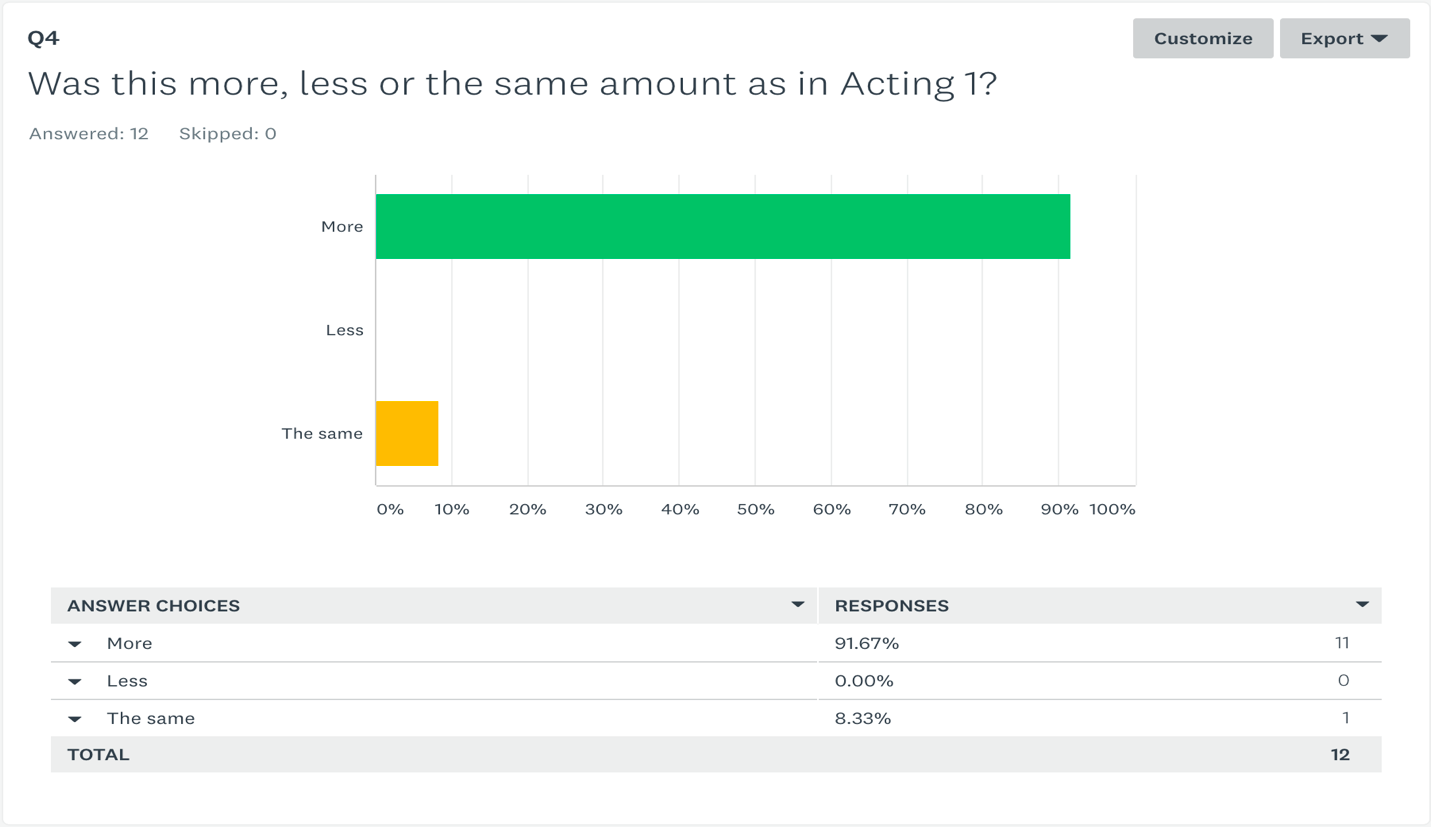 Q4
Customize
Export
Was this more, less or the same amount as in Acting 1?
Answered: 12 Skipped: 0
More
Less
The same
0% 10% 20% 30% 40% 50% 60% 70% 80% 90% 100%
ANSWER CHOICES RESPONSES
More 91.67% 11
Less 0.00% 0
The same 8.33% 1
TOTAL 12